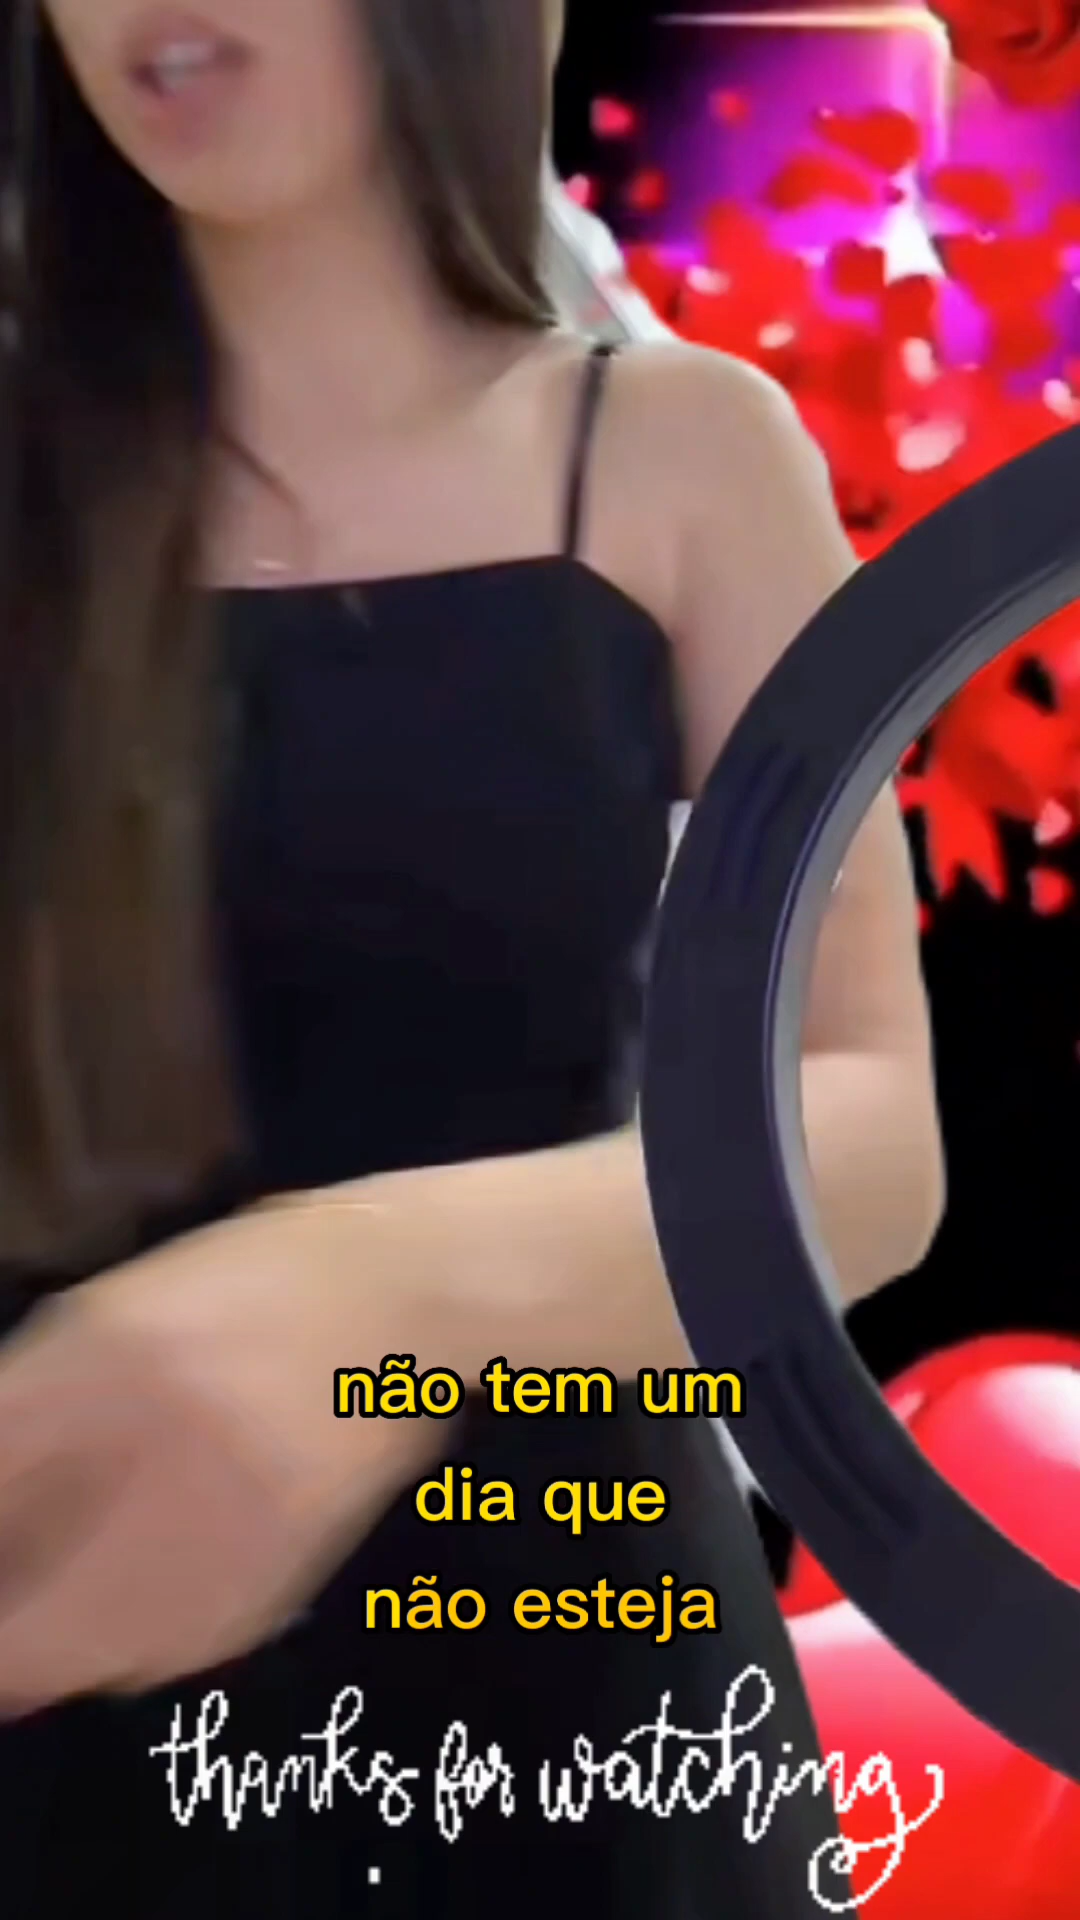 não tem um
dia que
não esteja
thanks for watching